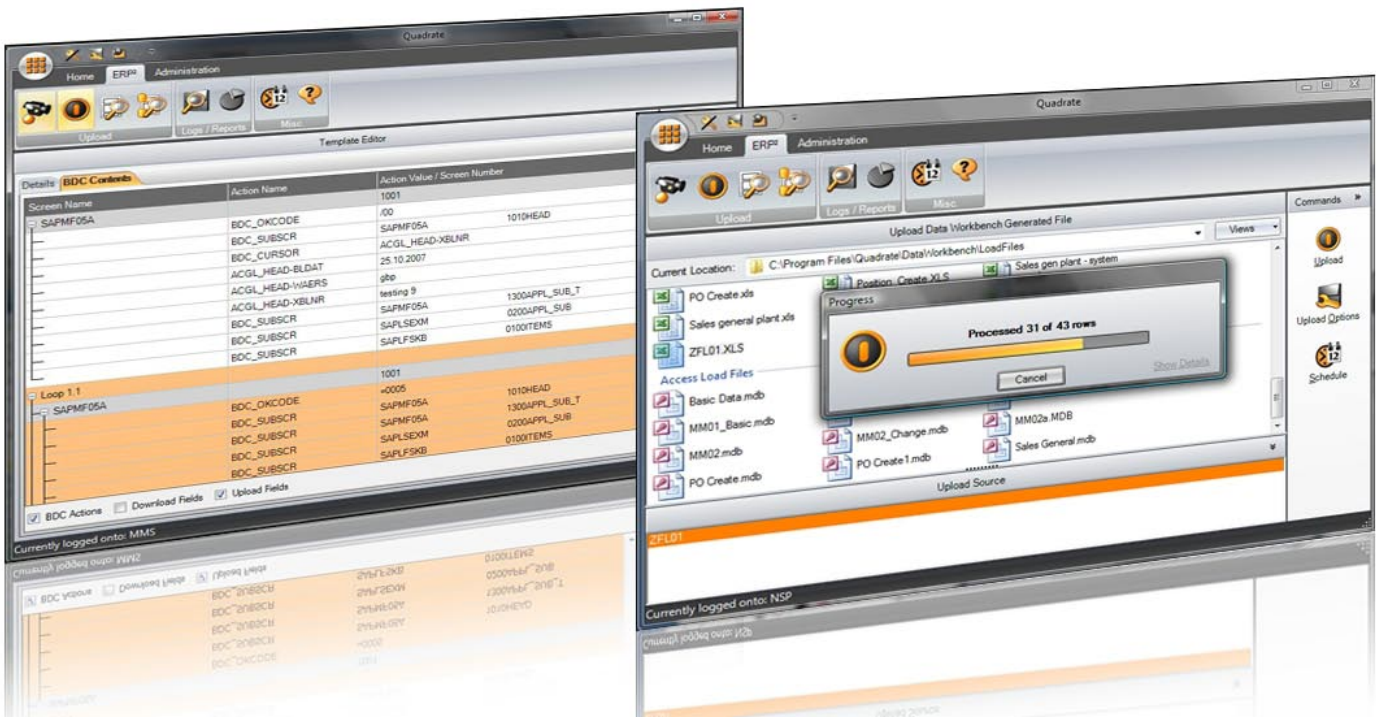 Quadrate
Home ERP² Administration
Upload Logs / Reports Misc
Template Editor
Details BDC Contents
Screen Name Action Name Action Value / Screen Number
SAPMF05A 1001
BDC_OKCODE /00
BDC_SUBSCR SAPMF05A 1010HEAD
BDC_CURSOR ACGL_HEAD-XBLNR
ACGL_HEAD-BLDAT 25.10.2007
ACGL_HEAD-WAERS gbp
ACGL_HEAD-XBLNR testing 9
BDC_SUBSCR SAPMF05A 1300APPL_SUB_T
BDC_SUBSCR SAPLSEXM 0200APPL_SUB
BDC_SUBSCR SAPLFSKB 0100ITEMS
Loop 1.1
SAPMF05A 1001
BDC_OKCODE =0005
BDC_SUBSCR SAPMF05A 1010HEAD
BDC_SUBSCR SAPMF05A 1300APPL_SUB_T
BDC_SUBSCR SAPLSEXM 0200APPL_SUB
BDC_SUBSCR SAPLFSKB 0100ITEMS
BDC Actions Download Fields Upload Fields
Currently logged onto: MMS
Quadrate
Home ERP² Administration
Upload Logs / Reports Misc
Upload Data Workbench Generated File
Commands »
Current Location: C:\Program Files\Quadrate\DataWorkbench\LoadFiles Views
PO Create.xls Position_Create.XLS Sales gen plant - system
Sales general plant.xls
ZFL01.XLS
Access Load Files
Basic Data.mdb
MM01_Basic.mdb MM02_Change.mdb MM02a.MDB
MM02.mdb PO Create1.mdb Sales General.mdb
PO Create.mdb
Progress
Processed 31 of 43 rows
Show Details
Cancel
Upload
Upload Options
Schedule
Upload Source
ZFL01
Currently logged onto: NSP